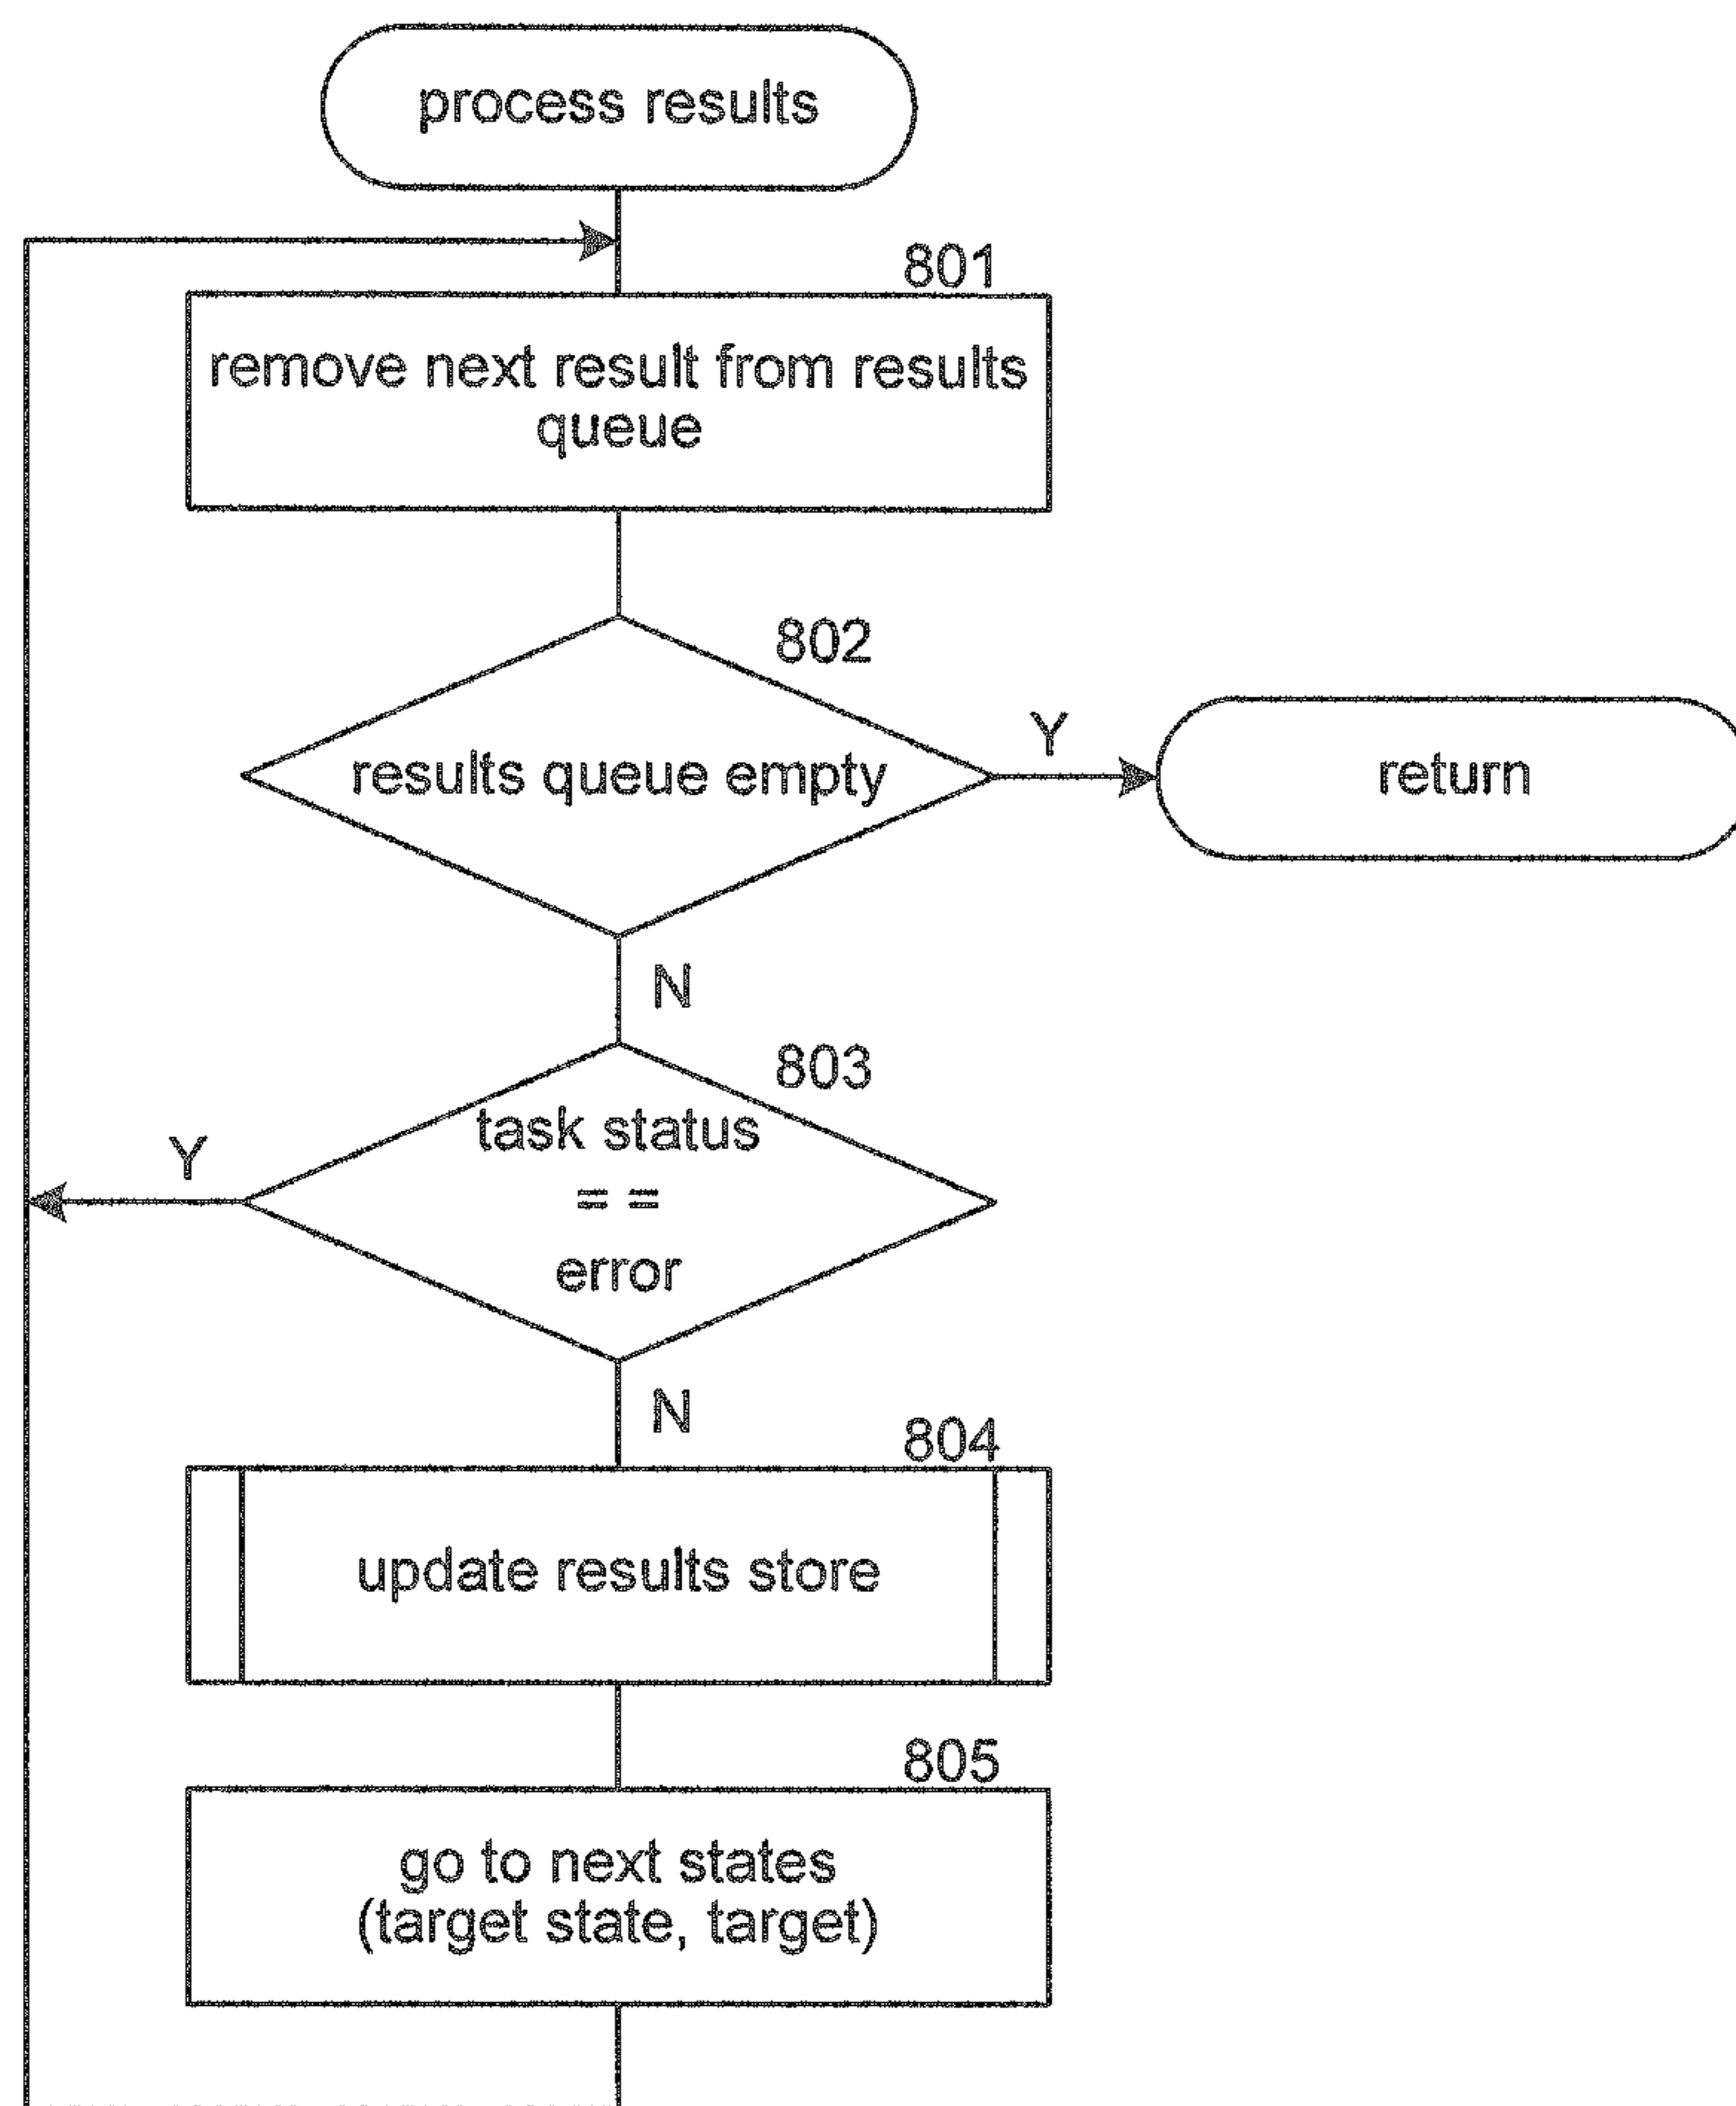 process results
801
remove next result from results
queue
802
results queue empty
Y
return
N
803
task status
= =
error
Y
N
804
update results store
805
go to next states
(target state, target)